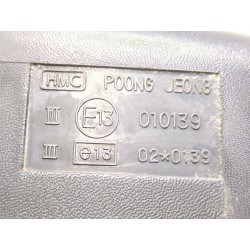 HMC POONG JEONG
III E13 010139
III e13 02*0139